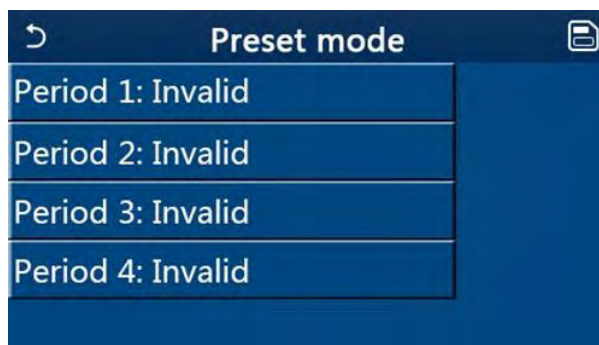 Preset mode
Period 1: Invalid
Period 2: Invalid
Period 3: Invalid
Period 4: Invalid